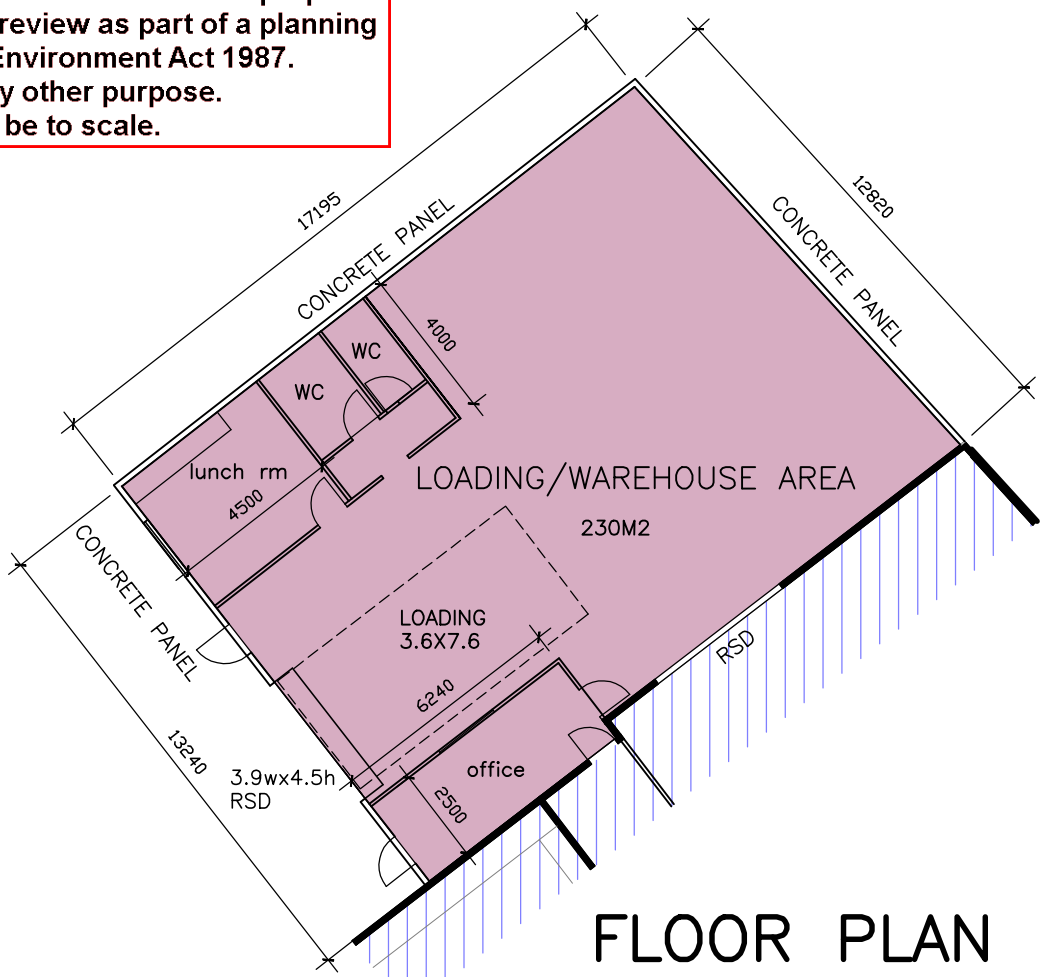 review as part of a planning
Environment Act 1987.
other purpose.
be to scale.
17195
12820
CONCRETE PANEL
CONCRETE PANEL
4000
WC
WC
lunch rm
4500
LOADING/WAREHOUSE AREA
230M2
CONCRETE PANEL
LOADING
3.6X7.6
RSD
6240
13240
3.9wx4.5h
RSD
office
2500
FLOOR PLAN